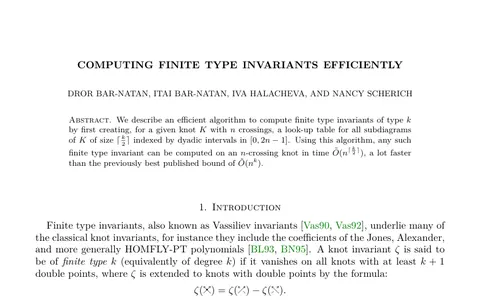 COMPUTING FINITE TYPE INVARIANTS EFFICIENTLY
DROR BAR-NATAN, ITAI BAR-NATAN, IVA HALACHEVA, AND NANCY SCHERICH
Abstract. We describe an efficient algorithm to compute finite type invariants of type k
by first creating, for a given knot K with n crossings, a look-up table for all subdiagrams
of K of size ⌈k/2⌉ indexed by dyadic intervals in [0, 2n − 1]. Using this algorithm, any such
finite type invariant can be computed on an n-crossing knot in time Õ(n^⌈k/2⌉), a lot faster
than the previously best published bound of Õ(n^k).
1. Introduction
Finite type invariants, also known as Vassiliev invariants [Vas90, Vas92], underlie many of
the classical knot invariants, for instance they include the coefficients of the Jones, Alexander,
and more generally HOMFLY-PT polynomials [BL93, BN95]. A knot invariant ζ is said to
be of finite type k (equivalently of degree k) if it vanishes on all knots with at least k + 1
double points, where ζ is extended to knots with double points by the formula:
ζ( ) = ζ( ) − ζ( ).